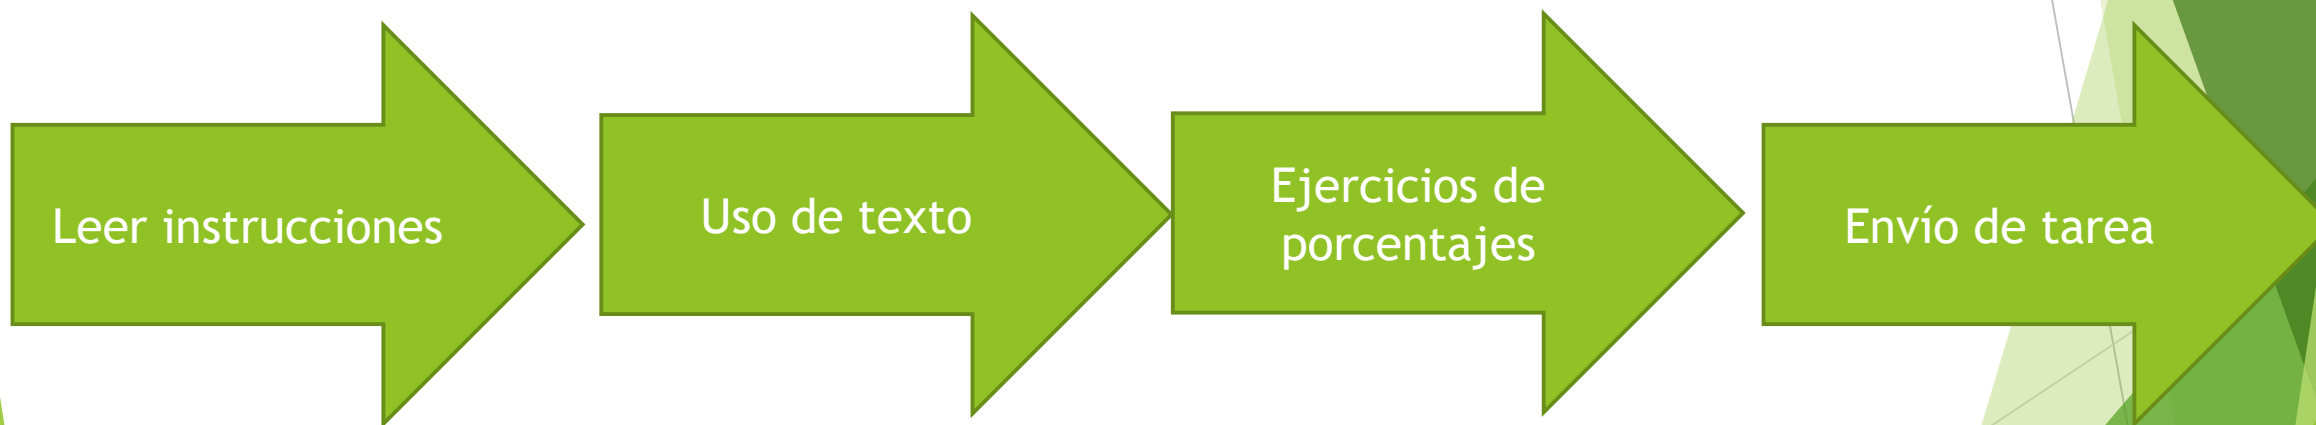 Leer instrucciones
Uso de texto
Ejercicios de
porcentajes
Envío de tarea